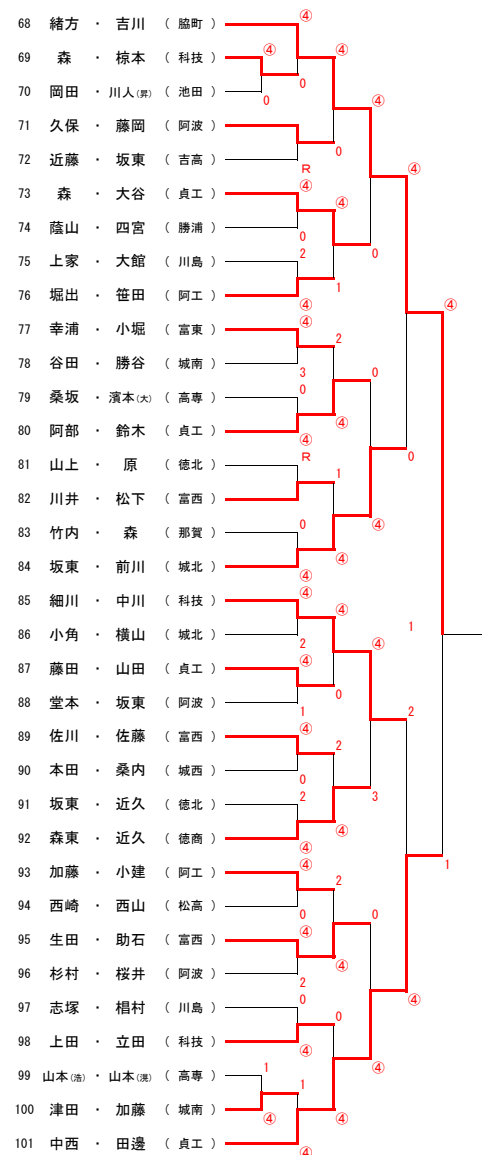 68 緒方 ・ 吉川 （ 脇町 ） ④
69 森 ・ 椋本 （ 科技 ） ④ 0 ④ ④
70 岡田 ・ 川人(昇) （ 池田 ） 0
71 久保 ・ 藤岡 （ 阿波 ） 0
72 近藤 ・ 坂東 （ 吉高 ） R ④
73 森 ・ 大谷 （ 貞工 ） ④ ④
74 蔭山 ・ 四宮 （ 勝浦 ） 0 0
75 上家 ・ 大館 （ 川島 ） 2 1
76 堀出 ・ 笹田 （ 阿工 ） ④ ④
77 幸浦 ・ 小堀 （ 富東 ） ④ 2
78 谷田 ・ 勝谷 （ 城南 ） 3 0
79 桑坂 ・ 濱本(大) （ 高専 ） 0 ④
80 阿部 ・ 鈴木 （ 貞工 ） ④ 0
81 山上 ・ 原 （ 徳北 ） R 1
82 川井 ・ 松下 （ 富西 ）
83 竹内 ・ 森 （ 那賀 ） 0 ④ ④
84 坂東 ・ 前川 （ 城北 ） ④
85 細川 ・ 中川 （ 科技 ） ④ ④
86 小角 ・ 横山 （ 城北 ） 2 ④ 1
87 藤田 ・ 山田 （ 貞工 ） ④ 0
88 堂本 ・ 坂東 （ 阿波 ） 1 2
89 佐川 ・ 佐藤 （ 富西 ） ④ 2
90 本田 ・ 桑内 （ 城西 ） 0
91 坂東 ・ 近久 （ 徳北 ） 2 3
92 森東 ・ 近久 （ 徳商 ） ④ ④
93 加藤 ・ 小建 （ 阿工 ） ④ 2 1
94 西崎 ・ 西山 （ 松高 ） 0 0
95 生田 ・ 助石 （ 富西 ） ④ ④
96 杉村 ・ 桜井 （ 阿波 ） 2
97 志塚 ・ 椙村 （ 川島 ） 0 0 ④
98 上田 ・ 立田 （ 科技 ） ④
99 山本(浩) ・ 山本(滉) （ 高専 ） 1 1 ④
100 津田 ・ 加藤 （ 城南 ） ④ ④
101 中西 ・ 田邊 （ 貞工 ） ④